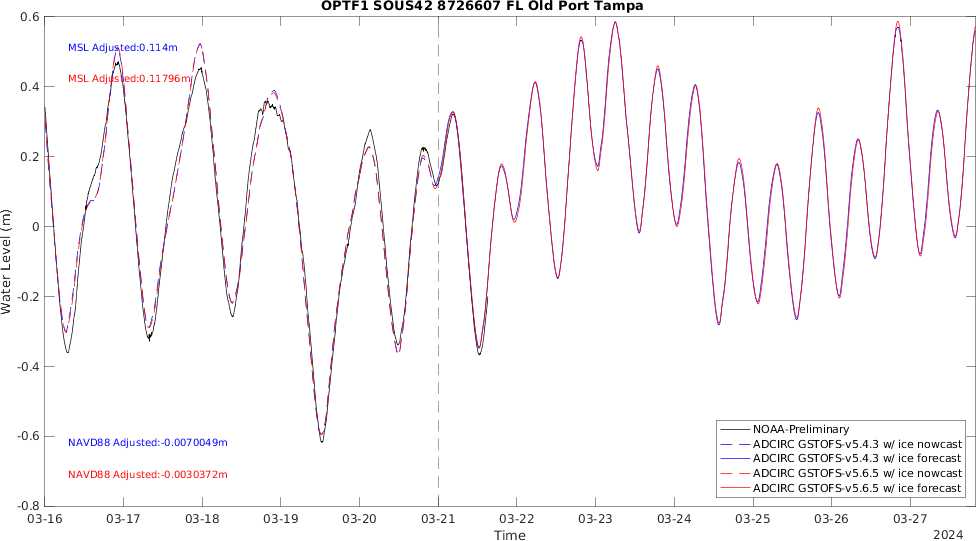 OPTF1 SOUS42 8726607 FL Old Port Tampa
0.6
MSL Adjusted:0.114m
MSL Adjusted:0.11796m
0.4
0.2
0
Water Level (m)
-0.2
-0.4
-0.6
NAVD88 Adjusted:-0.0070049m
NAVD88 Adjusted:-0.0030372m
-0.8
NOAA-Preliminary
ADCIRC GSTOFS-v5.4.3 w/ ice nowcast
ADCIRC GSTOFS-v5.4.3 w/ ice forecast
ADCIRC GSTOFS-v5.6.5 w/ ice nowcast
ADCIRC GSTOFS-v5.6.5 w/ ice forecast
03-16 03-17 03-18 03-19 03-20 03-21 03-22 03-23 03-24 03-25 03-26 03-27
Time
2024